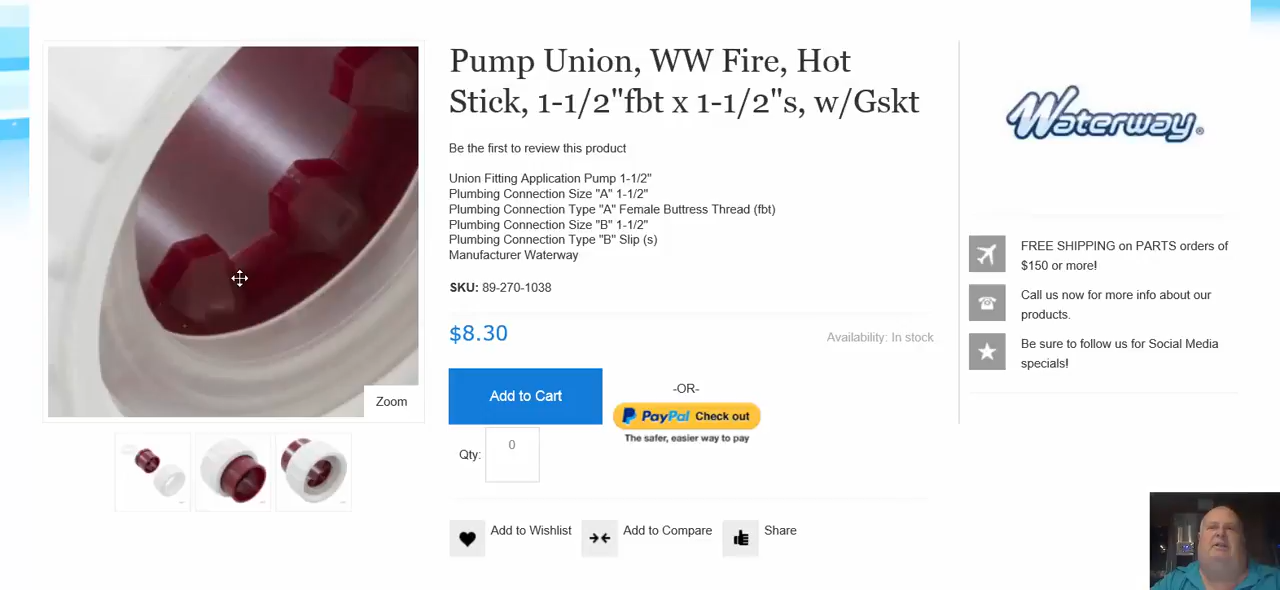 Pump Union, WW Fire, Hot
Stick, 1-1/2"fbt x 1-1/2"s, w/Gskt
Be the first to review this product
Union Fitting Application Pump 1-1/2"
Plumbing Connection Size "A" 1-1/2"
Plumbing Connection Type "A" Female Buttress Thread (fbt)
Plumbing Connection Size "B" 1-1/2"
Plumbing Connection Type "B" Slip (s)
Manufacturer Waterway
SKU: 89-270-1038
$8.30
Availability: In stock
Add to Cart
-OR-
PayPal Check out
The safer, easier way to pay
Qty: 0
Add to Wishlist
Add to Compare
Share
Zoom
Waterway®
FREE SHIPPING on PARTS orders of
$150 or more!
Call us now for more info about our
products.
Be sure to follow us for Social Media
specials!